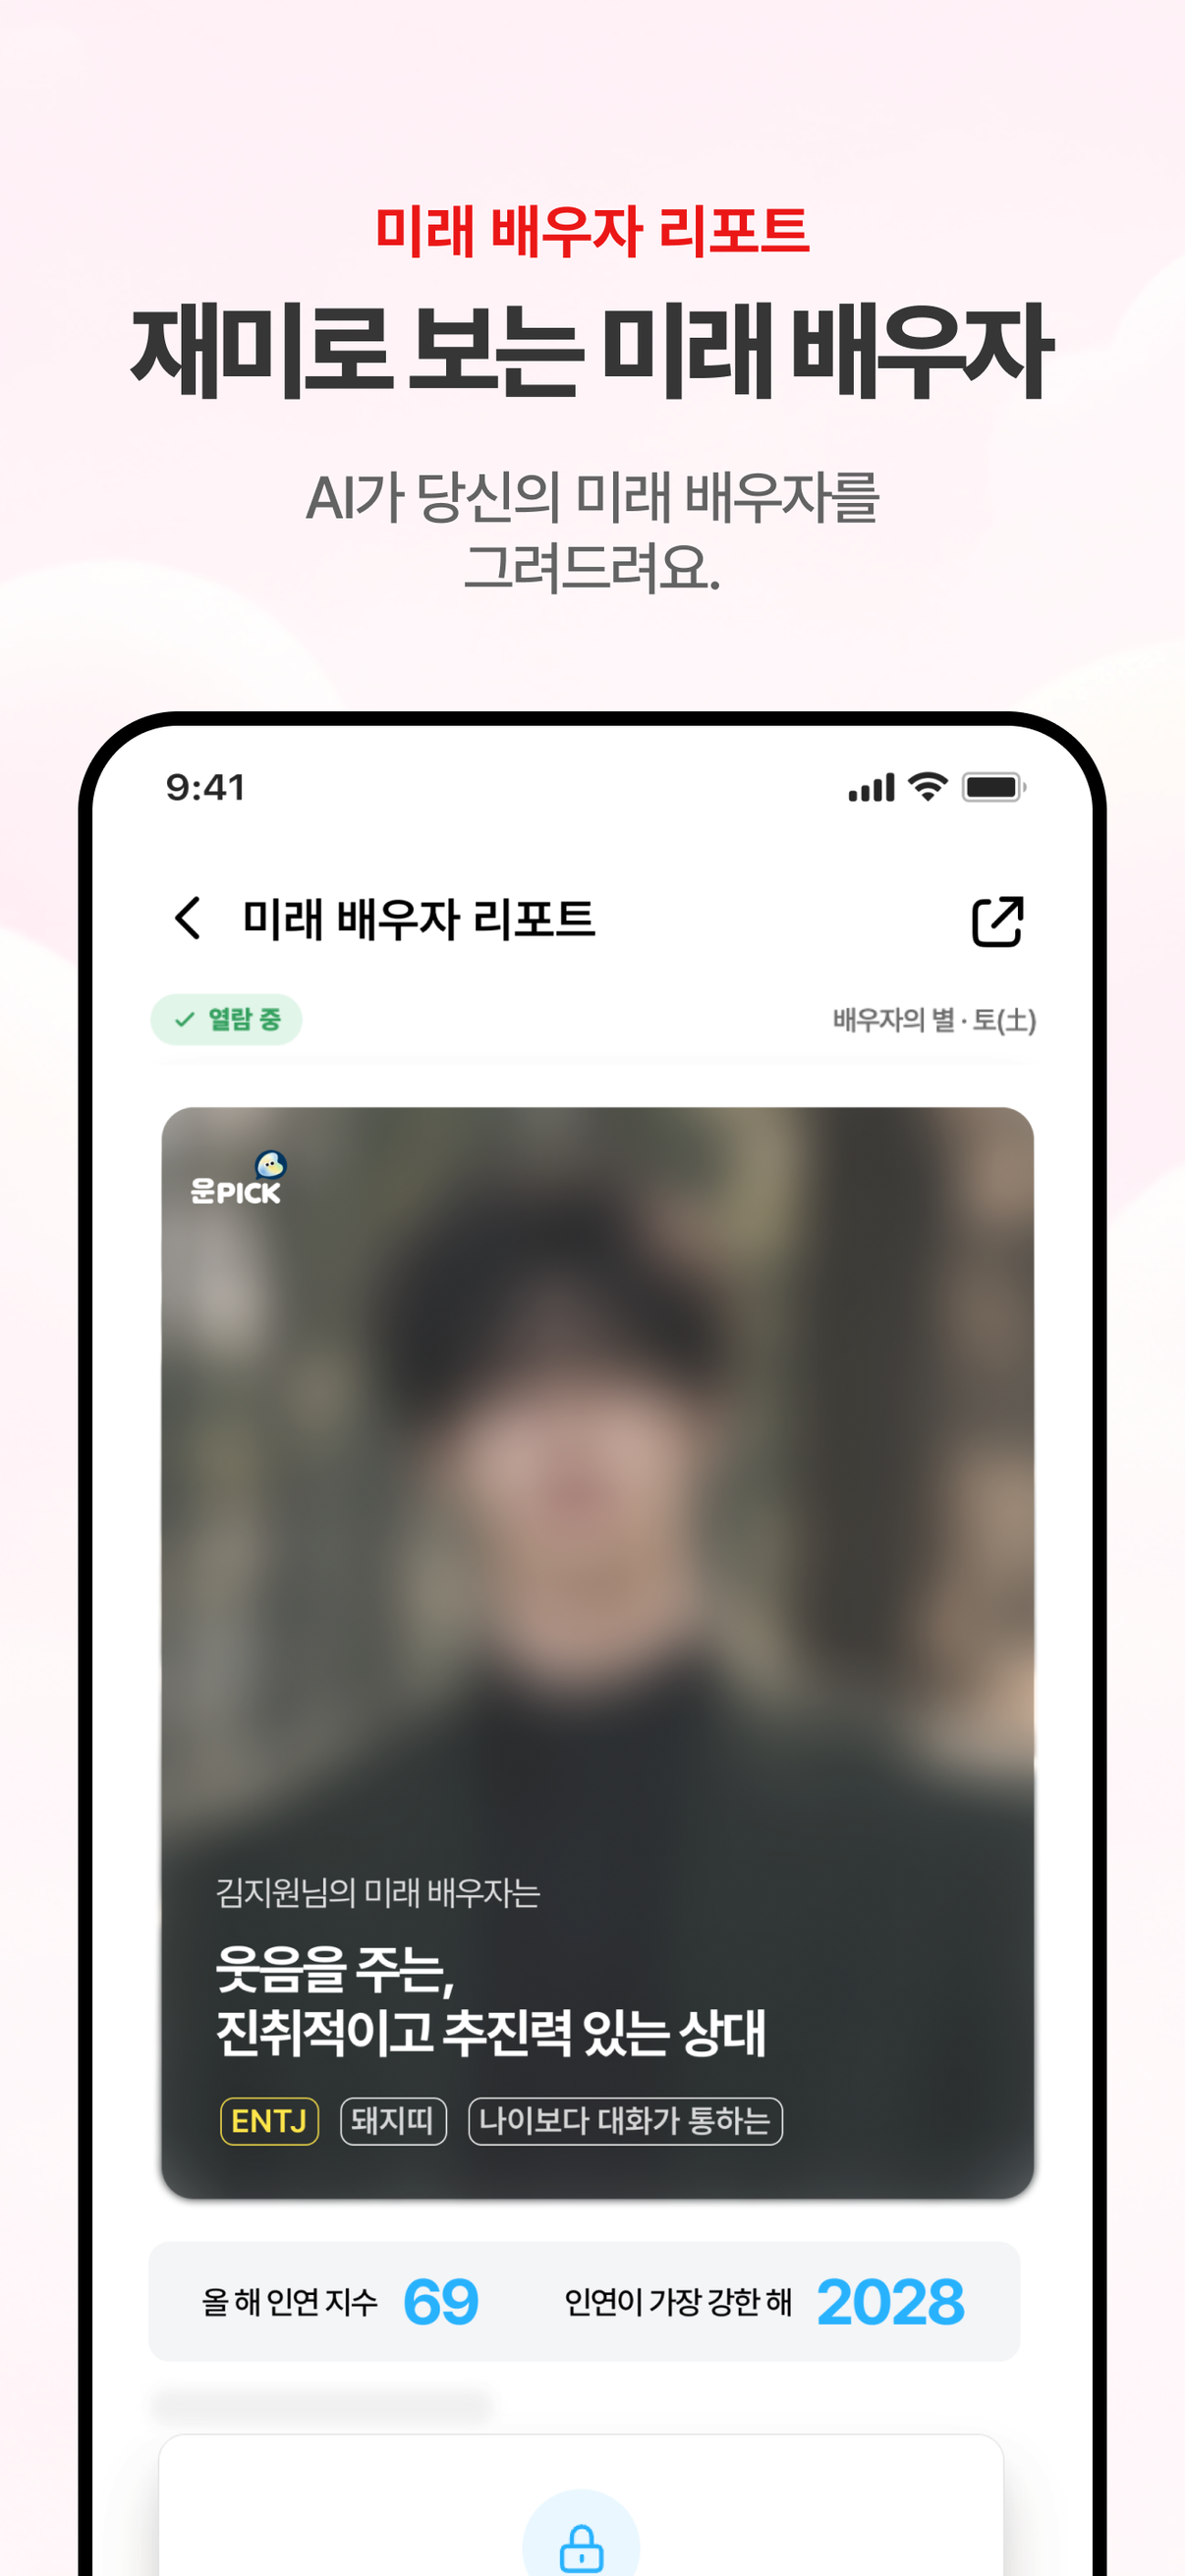 미래 배우자 리포트
재미로 보는 미래 배우자
AI가 당신의 미래 배우자를
그려드려요.
9:41
미래 배우자 리포트
열람 중
배우자의 별 · 토(土)
운PICK
김지원님의 미래 배우자는
웃음을 주는,
진취적이고 추진력 있는 상대
ENTJ 돼지띠 나이보다 대화가 통하는
올 해 인연 지수 69 인연이 가장 강한 해 2028